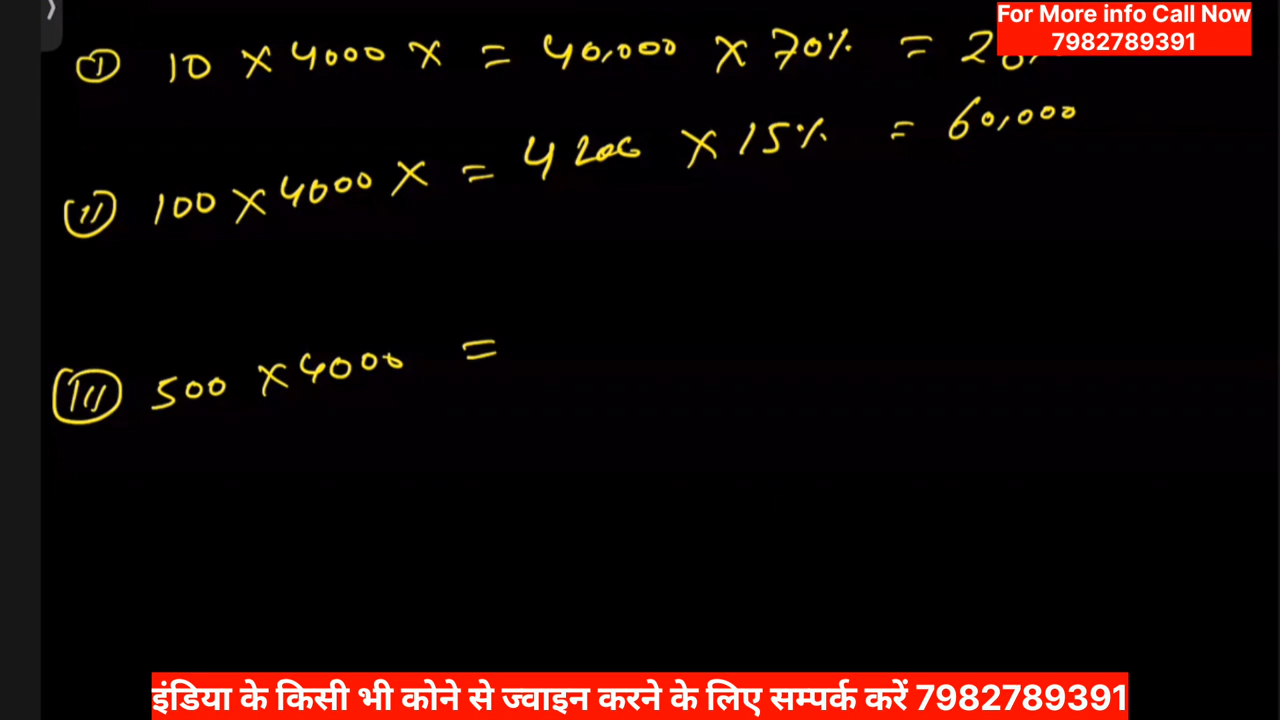 For More info Call Now
7982789391
① 10 × 4000 × = 40,000 × 70% = 28,
(II) 100 × 4000 × = 4 Lac × 15% = 60,000
(III) 500 × 4000 =
इंडिया के किसी भी कोने से ज्वाइन करने के लिए सम्पर्क करें 7982789391